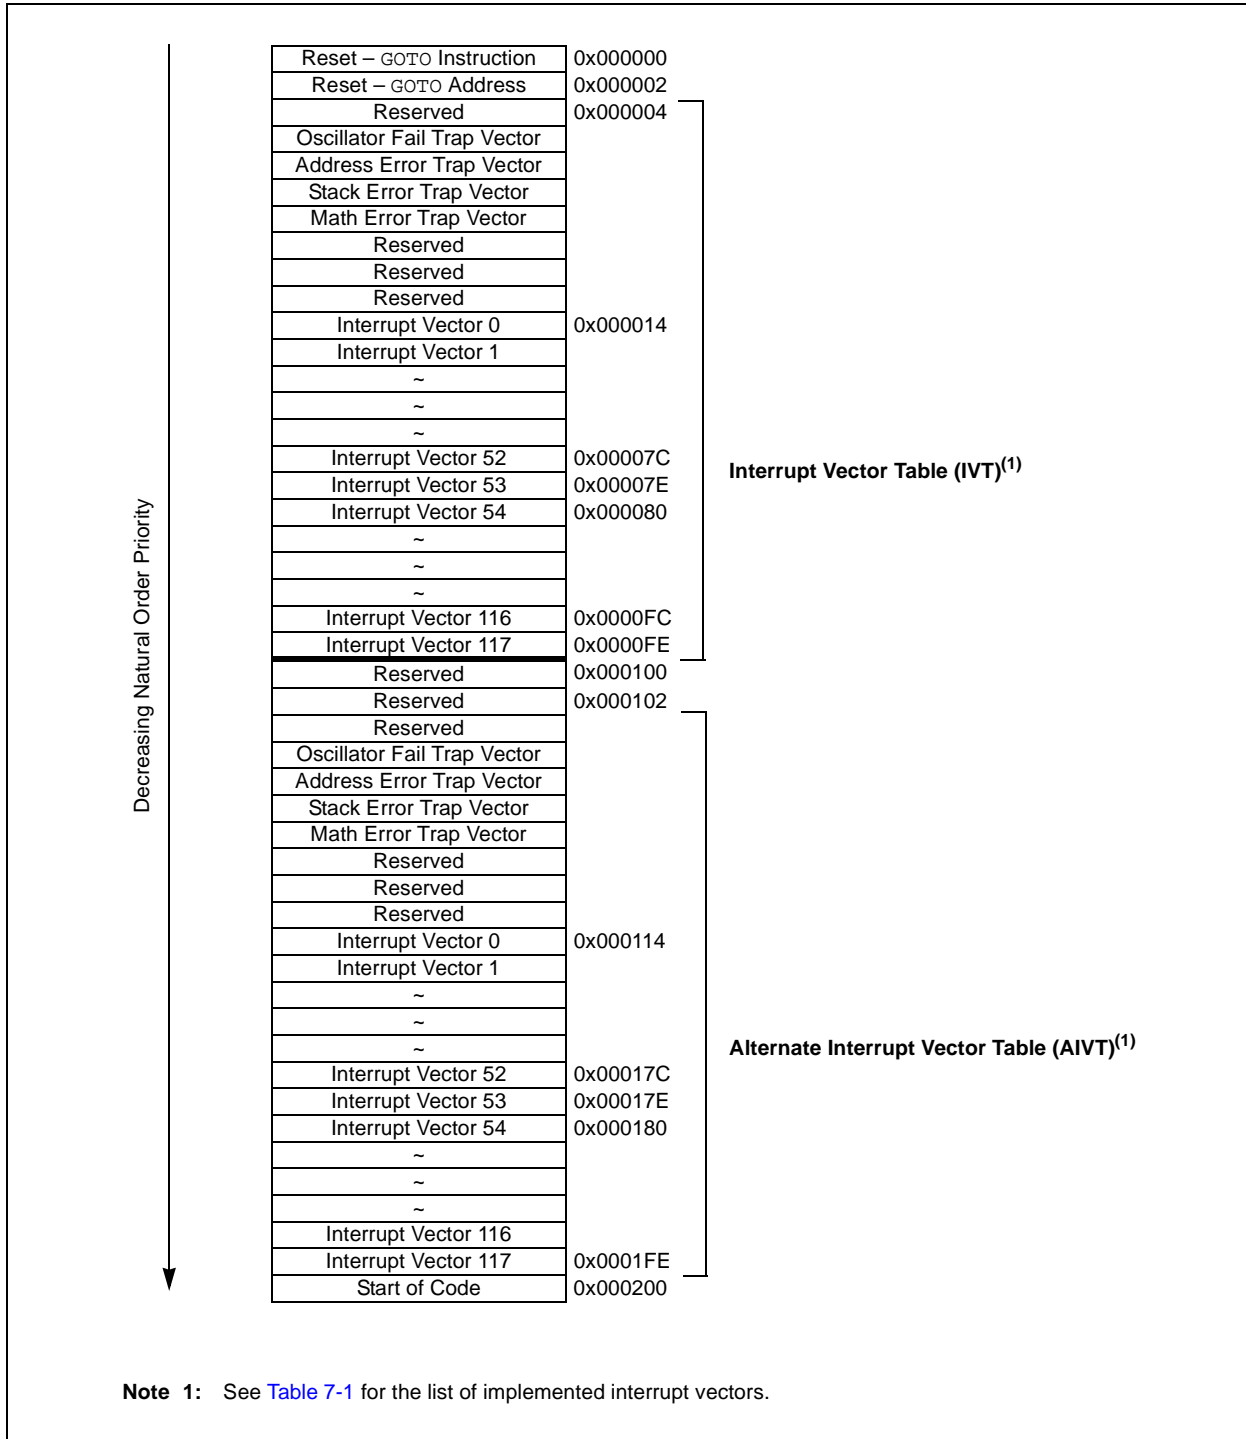 Reset – GOTO Instruction 0x000000
Reset – GOTO Address 0x000002
Reserved 0x000004
Oscillator Fail Trap Vector
Address Error Trap Vector
Stack Error Trap Vector
Math Error Trap Vector
Reserved
Reserved
Reserved
Interrupt Vector 0 0x000014
Interrupt Vector 1
~
~
~
Interrupt Vector 52 0x00007C
Interrupt Vector Table (IVT)(1)
Interrupt Vector 53 0x00007E
Interrupt Vector 54 0x000080
~
~
~
Interrupt Vector 116 0x0000FC
Interrupt Vector 117 0x0000FE
Decreasing Natural Order Priority
Reserved 0x000100
Reserved 0x000102
Reserved
Oscillator Fail Trap Vector
Address Error Trap Vector
Stack Error Trap Vector
Math Error Trap Vector
Reserved
Reserved
Reserved
Interrupt Vector 0 0x000114
Interrupt Vector 1
~
~
~
Alternate Interrupt Vector Table (AIVT)(1)
Interrupt Vector 52 0x00017C
Interrupt Vector 53 0x00017E
Interrupt Vector 54 0x000180
~
~
~
Interrupt Vector 116
Interrupt Vector 117 0x0001FE
Start of Code 0x000200
Note 1: See Table 7-1 for the list of implemented interrupt vectors.